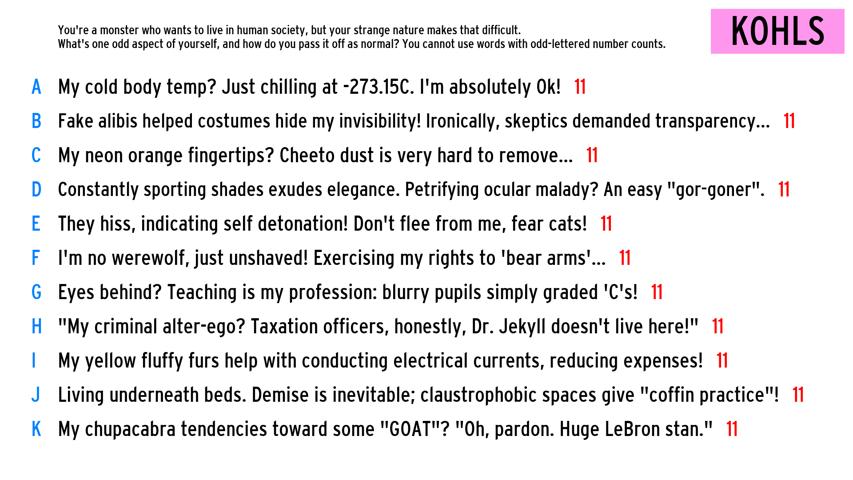 You're a monster who wants to live in human society, but your strange nature makes that difficult.
What's one odd aspect of yourself, and how do you pass it off as normal? You cannot use words with odd-lettered number counts.
KOHLS
A My cold body temp? Just chilling at -273.15C. I'm absolutely 0k! 11
B Fake alibis helped costumes hide my invisibility! Ironically, skeptics demanded transparency... 11
C My neon orange fingertips? Cheeto dust is very hard to remove... 11
D Constantly sporting shades exudes elegance. Petrifying ocular malady? An easy "gor-goner". 11
E They hiss, indicating self detonation! Don't flee from me, fear cats! 11
F I'm no werewolf, just unshaved! Exercising my rights to 'bear arms'... 11
G Eyes behind? Teaching is my profession: blurry pupils simply graded 'C's! 11
H "My criminal alter-ego? Taxation officers, honestly, Dr. Jekyll doesn't live here!" 11
I My yellow fluffy furs help with conducting electrical currents, reducing expenses! 11
J Living underneath beds. Demise is inevitable; claustrophobic spaces give "coffin practice"! 11
K My chupacabra tendencies toward some "GOAT"? "Oh, pardon. Huge LeBron stan." 11